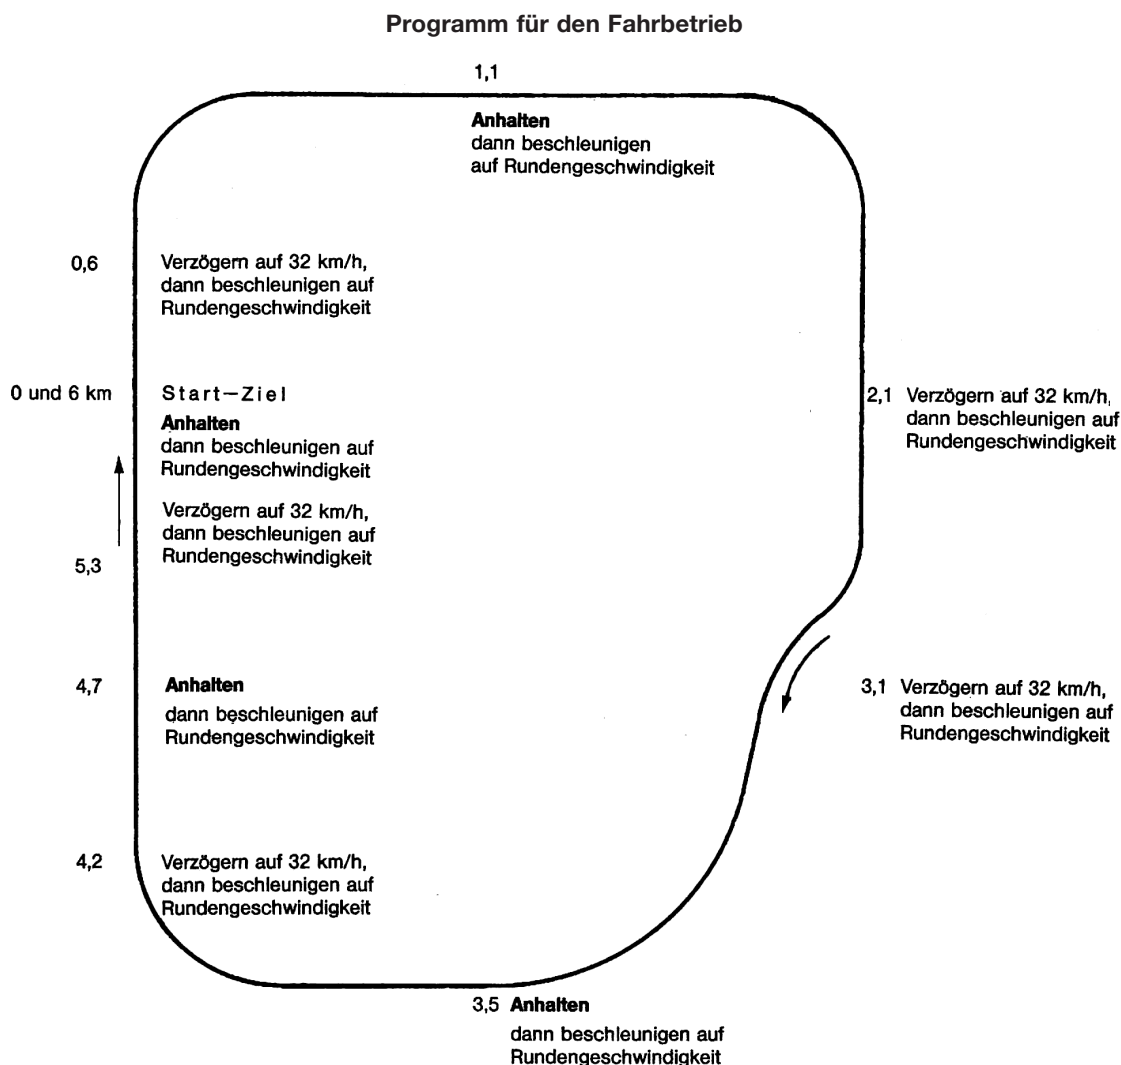 Programm für den Fahrbetrieb
1,1
Anhalten
dann beschleunigen
auf Rundengeschwindigkeit
0,6
Verzögern auf 32 km/h,
dann beschleunigen auf
Rundengeschwindigkeit
0 und 6 km
Start–Ziel
Anhalten
dann beschleunigen auf
Rundengeschwindigkeit
2,1 Verzögern auf 32 km/h,
dann beschleunigen auf
Rundengeschwindigkeit
Verzögern auf 32 km/h,
dann beschleunigen auf
Rundengeschwindigkeit
5,3
4,7
Anhalten
dann beschleunigen auf
Rundengeschwindigkeit
3,1 Verzögern auf 32 km/h,
dann beschleunigen auf
Rundengeschwindigkeit
4,2
Verzögern auf 32 km/h,
dann beschleunigen auf
Rundengeschwindigkeit
3,5 Anhalten
dann beschleunigen auf
Rundengeschwindigkeit